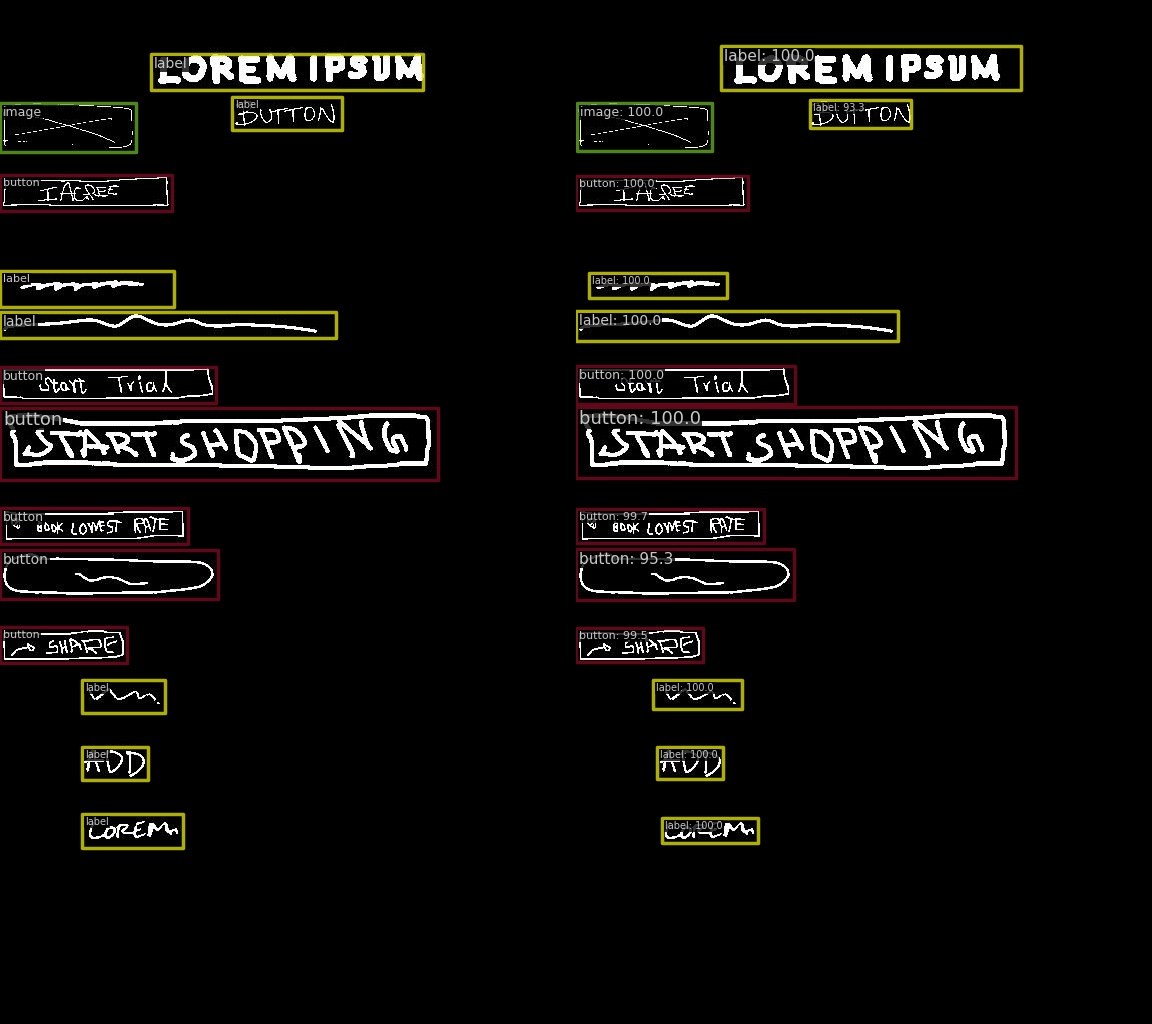 label LOREM IPSUM label: 100.0 LOREM IPSUM
image label BUTTON image: 100.0 label: 93.3 BUTTON
button I AGREE button: 100.0 I AGREE
label label: 100.0
label label: 100.0
button Start Trial button: 100.0 Start Trial
button START SHOPPING button: 100.0 START SHOPPING
button BOOK LOWEST RATE button: 99.7 BOOK LOWEST RATE
button button: 95.3
button SHARE button: 99.5 SHARE
label label: 100.0
label ADD label: 100.0 ADD
label LOREM label: 100.0 LOREM